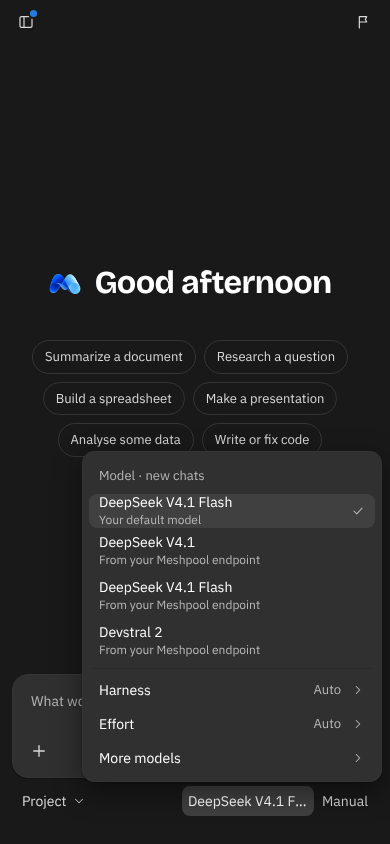 Good afternoon
Summarize a document
Research a question
Build a spreadsheet
Make a presentation
Analyse some data
Write or fix code
Model · new chats
DeepSeek V4.1 Flash
Your default model
DeepSeek V4.1
From your Meshpool endpoint
DeepSeek V4.1 Flash
From your Meshpool endpoint
Devstral 2
From your Meshpool endpoint
Harness Auto
Effort Auto
More models
What wo
Project
DeepSeek V4.1 F...
Manual